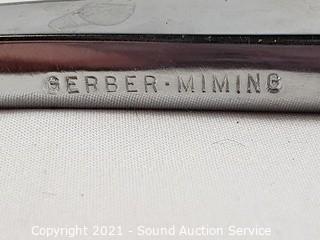 GERBER · MIMING
Copyright 2021 - Sound Auction Service